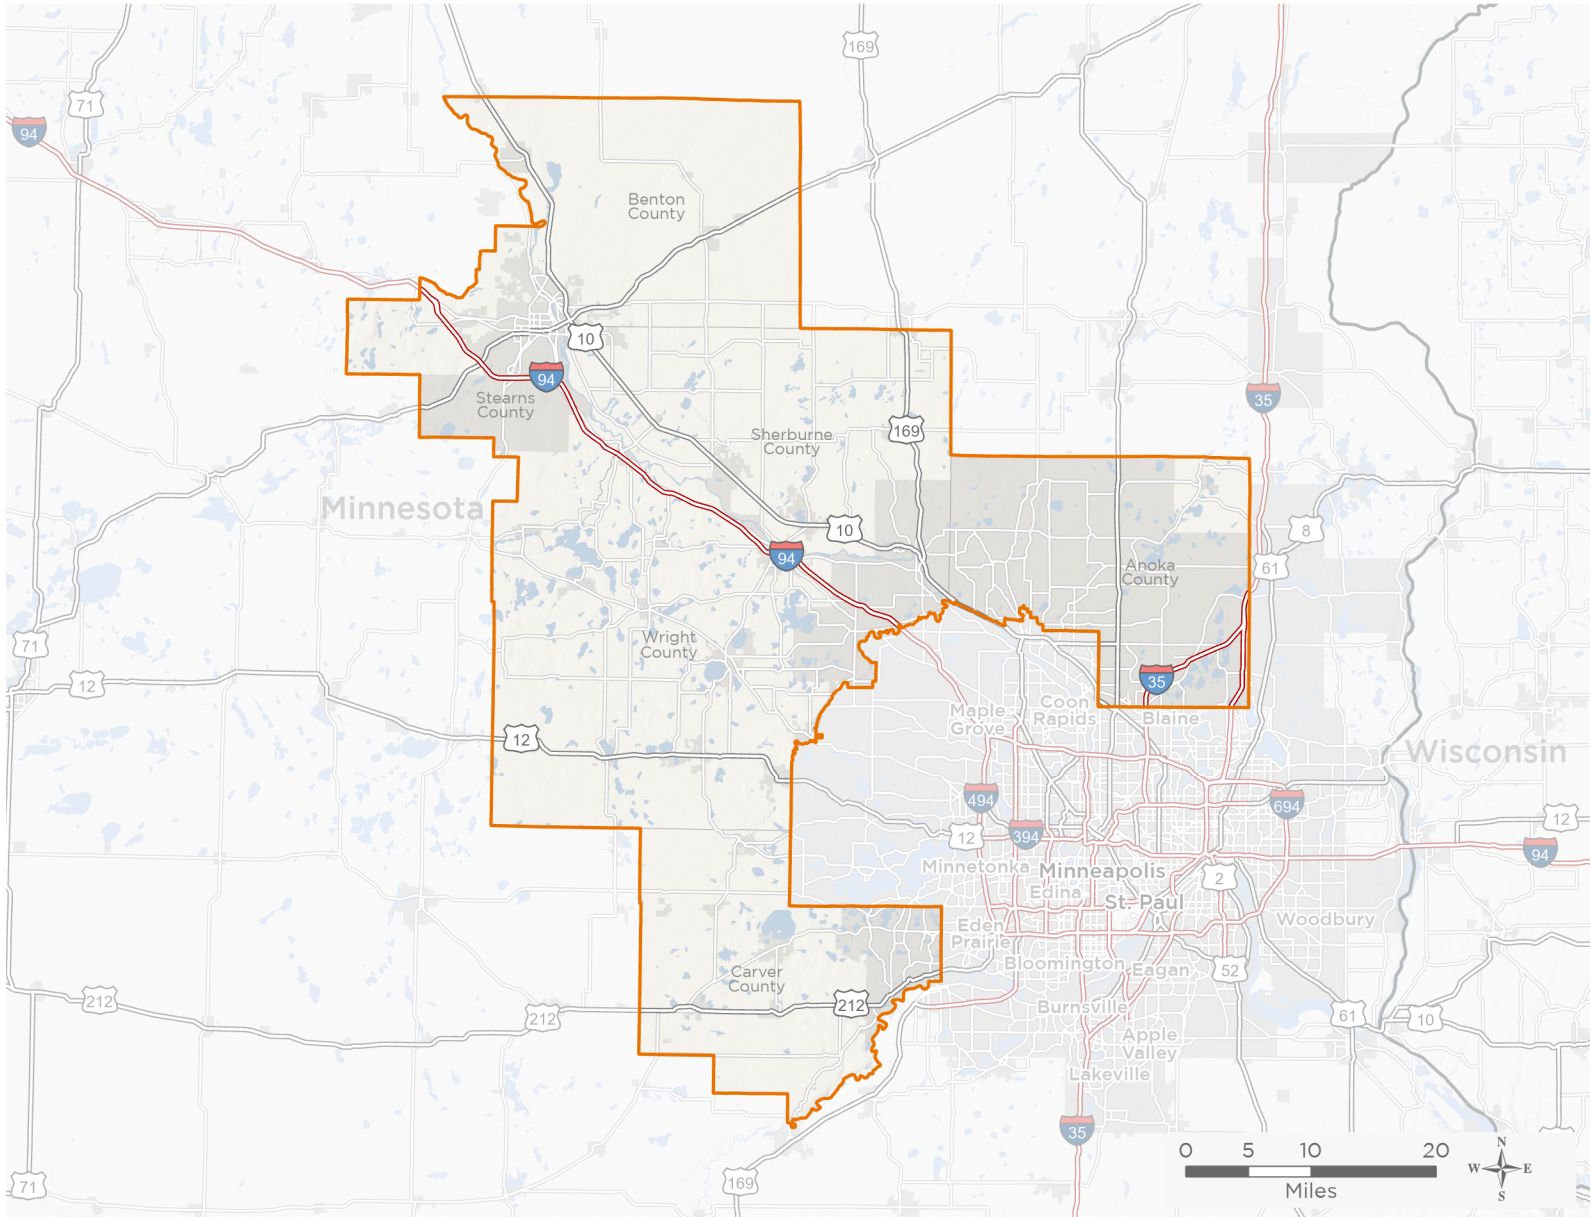 169
71
94
Benton
County
10
94
Stearns
County
35
169
Sherburne
County
Minnesota
10
8
94
61
Anoka
County
71
Wright
County
12
35
Coon
Rapids
Maple
Grove
Blaine
12
Wisconsin
494
694
12
394
12
94
Minnetonka
Minneapolis
2
Edina
St. Paul
Woodbury
Eden
Prairie
Bloomington
Eagan
52
Carver
County
212
212
212
Burnsville
61
10
Apple
Valley
Lakeville
35
0 5 10 20
Miles
N
W E
S
169
71